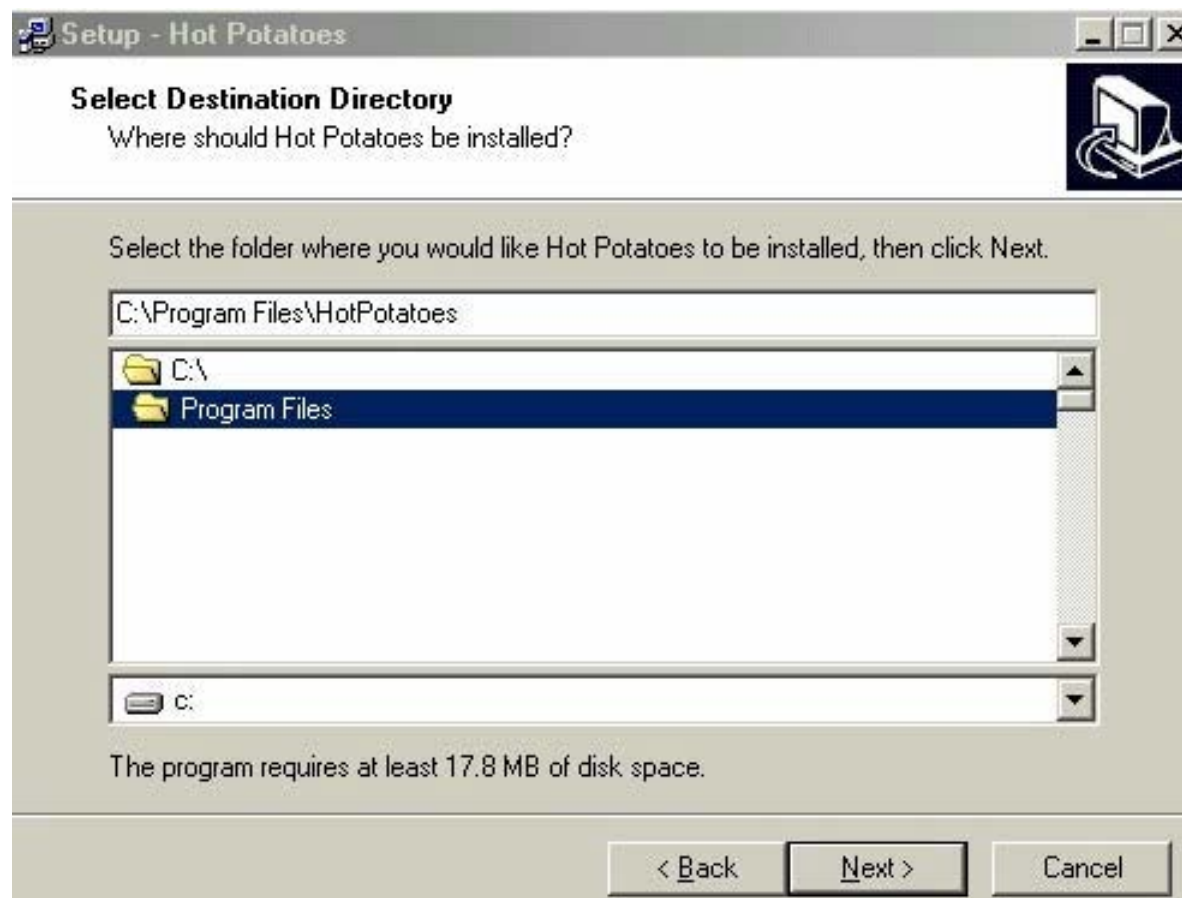 Setup - Hot Potatoes
Select Destination Directory
Where should Hot Potatoes be installed?
Select the folder where you would like Hot Potatoes to be installed, then click Next.
C:\Program Files\HotPotatoes
C:\
Program Files
c:
The program requires at least 17.8 MB of disk space.
< Back Next > Cancel